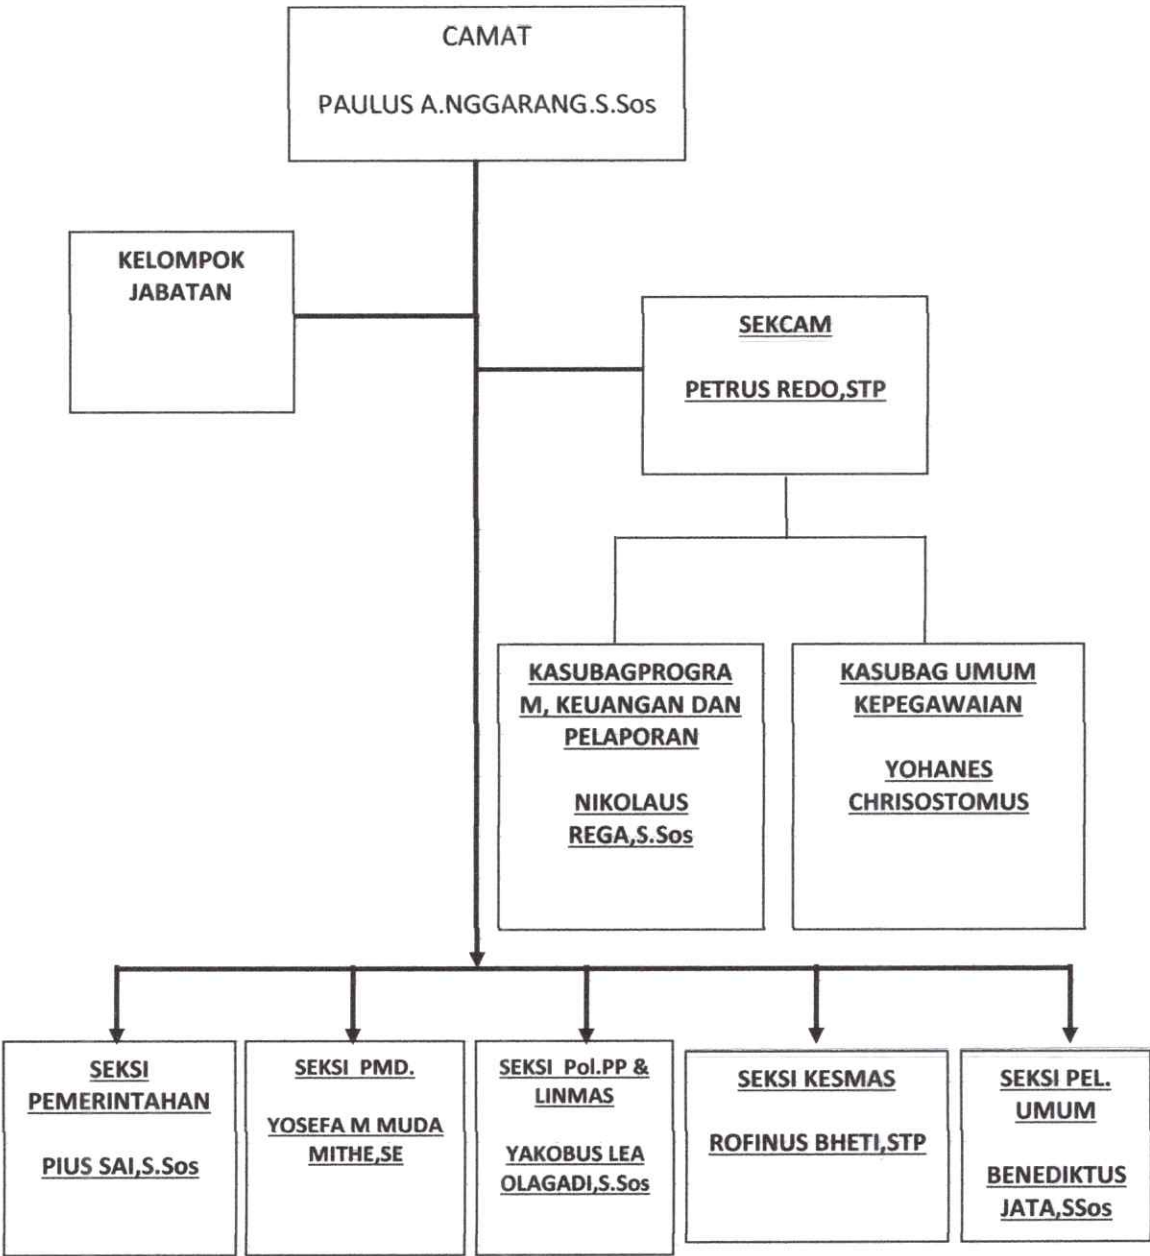 CAMAT
PAULUS A.NGGARANG.S.Sos
KELOMPOK
JABATAN
SEKCAM
PETRUS REDO,STP
KASUBAGPROGRA
M, KEUANGAN DAN
PELAPORAN
NIKOLAUS
REGA,S.Sos
KASUBAG UMUM
KEPEGAWAIAN
YOHANES
CHRISOSTOMUS
SEKSI
PEMERINTAHAN
PIUS SAI,S.Sos
SEKSI PMD.
YOSEFA M MUDA
MITHE,SE
SEKSI Pol.PP &
LINMAS
YAKOBUS LEA
OLAGADI,S.Sos
SEKSI KESMAS
ROFINUS BHETI,STP
SEKSI PEL.
UMUM
BENEDIKTUS
JATA,SSos